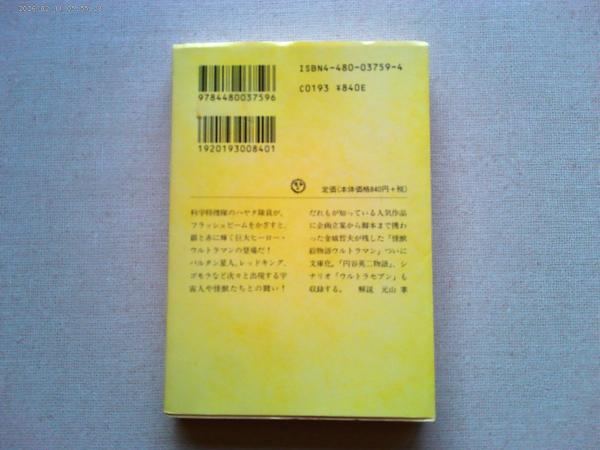 ISBN4-480-03759-4
C0193 ¥840E
9784480037596
1920193008401
定価(本体価格840円+税)
科学特捜隊のハヤタ隊員が、
フラッシュビームをかざすと、
銀と赤に輝く巨大ヒーロー・
ウルトラマンの登場だ!
バルタン星人、レッドキング、
ゴモラなど次々と出現する宇
宙人や怪獣たちとの闘い!
だれもが知っている人気作品
に企画立案から脚本まで携わ
った金城哲夫が残した「怪獣
絵物語ウルトラマン」ついに
文庫化。「円谷英二物語」、シ
ナリオ「ウルトラセブン」も
収録する。 解説 元山 掌